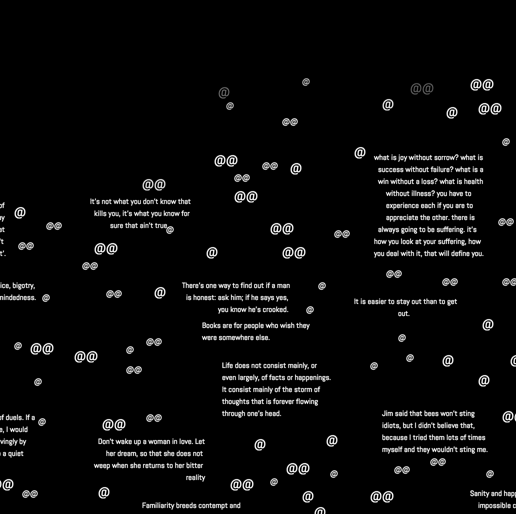 @
@
@@
@@
@
@
@
@@
@
@@
@
@
@@
@@
@
@@
@@
@@
what is joy without sorrow? what is
success without failure? what is a
win without a loss? what is health
without illness? you have to
experience each if you are to
appreciate the other. there is
always going to be suffering. it's
how you look at your suffering, how
you deal with it, that will define you.
It's not what you don't know that
kills you, it's what you know for
sure that ain't true.
@
of
@
@@
@@
@@
@@
@@
't
@@
@@
@
@@
t'.
@@
ice, bigotry,
mindedness.
@
@@
@
There's one way to find out if a man
is honest: ask him; if he says yes,
you know he's crooked.
@
@
@@
@@
@@
It is easier to stay out than to get
out.
Books are for people who wish they
were somewhere else.
@
@
@
@@
@@
@
@@
@@
@
@
@
@
@
@
@
Life does not consist mainly, or
even largely, of facts or happenings.
It consist mainly of the storm of
thoughts that is forever flowing
through one's head.
of duels. If a
e, I would
vingly by
a quiet
@
@@
@@
Don't wake up a woman in love. Let
her dream, so that she does not
weep when she returns to her bitter
reality
Jim said that bees won't sting
idiots, but I didn't believe that,
because I tried them lots of times
myself and they wouldn't sting me.
@
@
@@
@
@@
@@
@
@@
@
@@
@
@
@@
@
Familiarity breeds contempt and
Sanity and hap
impossible c